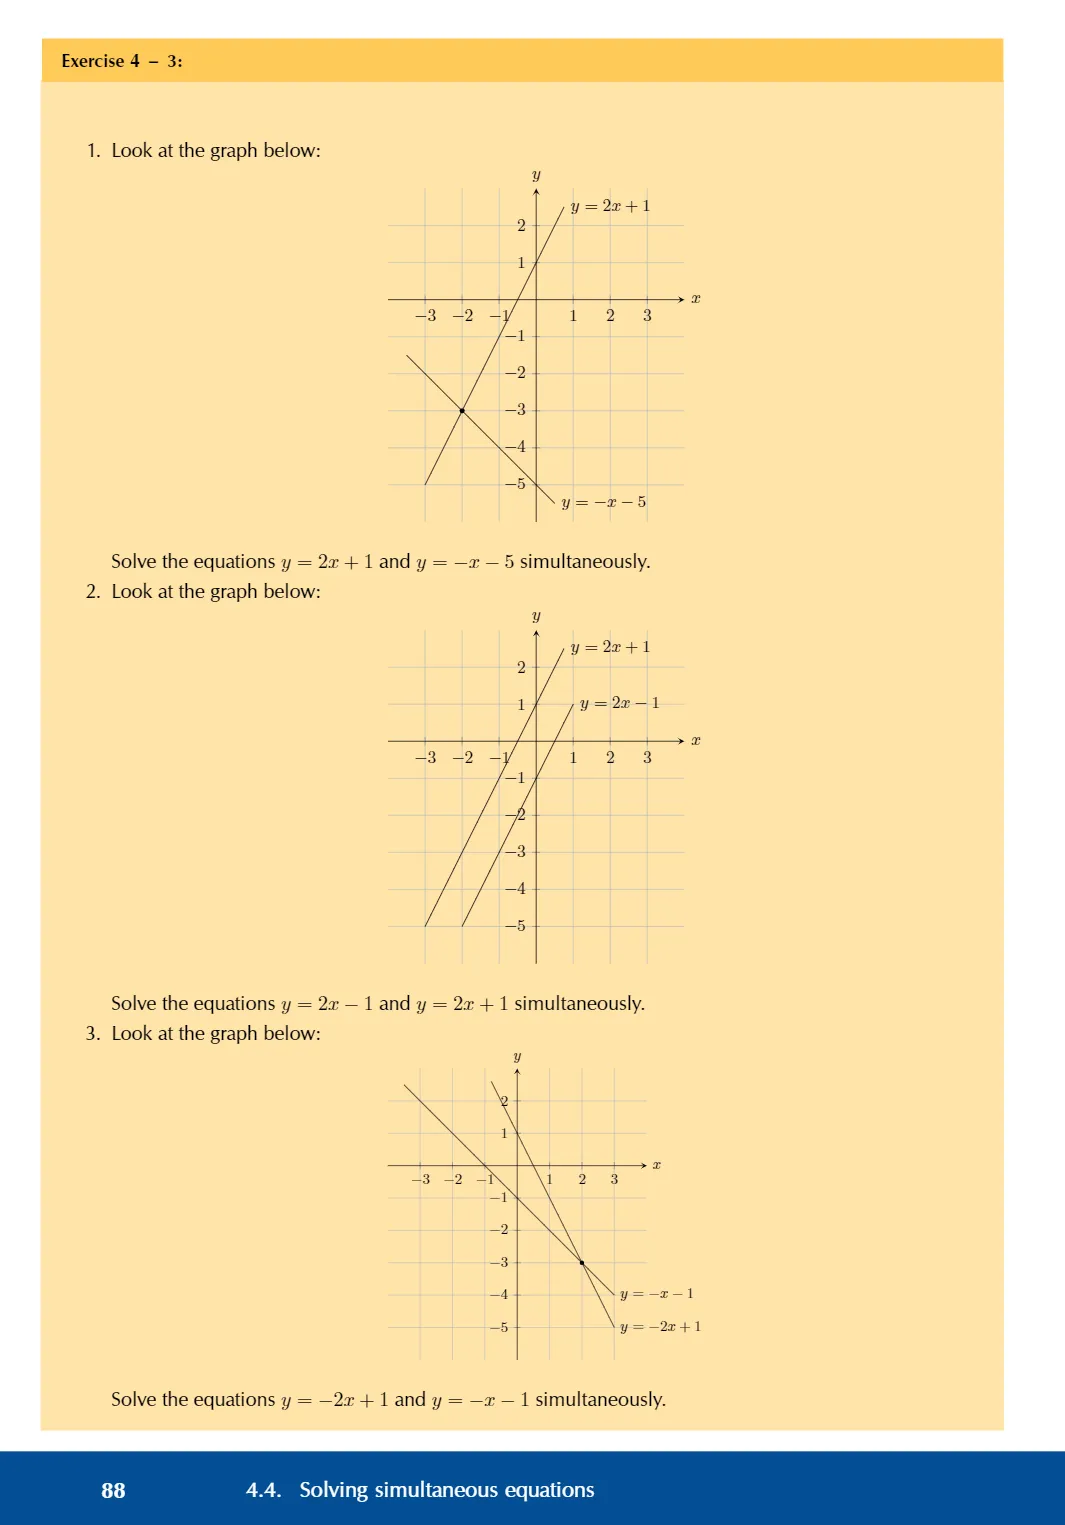 Exercise 4 – 3:
1. Look at the graph below:
y
y = 2x + 1
2
1
x
−3 −2 −1 1 2 3
−1
−2
−3
−4
−5
y = −x − 5
Solve the equations y = 2x + 1 and y = −x − 5 simultaneously.
2. Look at the graph below:
y
y = 2x + 1
2
1
y = 2x − 1
x
−3 −2 −1 1 2 3
−1
−2
−3
−4
−5
Solve the equations y = 2x − 1 and y = 2x + 1 simultaneously.
3. Look at the graph below:
y
2
1
x
−3 −2 −1 1 2 3
−1
−2
−3
−4
y = −x − 1
−5
y = −2x + 1
Solve the equations y = −2x + 1 and y = −x − 1 simultaneously.
88 4.4. Solving simultaneous equations